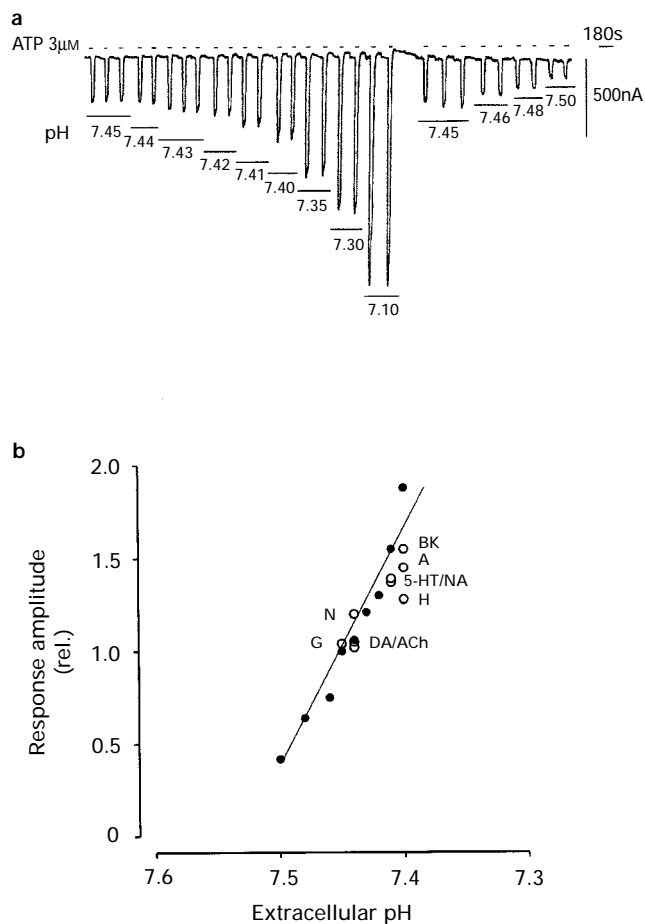 a
ATP 3µM
180s
500nA
pH
7.45
7.44
7.43
7.42
7.41
7.40
7.35
7.30
7.10
7.45
7.46
7.48
7.50
b
Response amplitude
(rel.)
2.0
1.5
1.0
0.5
0
BK
A
5-HT/NA
H
N
G
DA/ACh
7.6
7.5
7.4
7.3
Extracellular pH